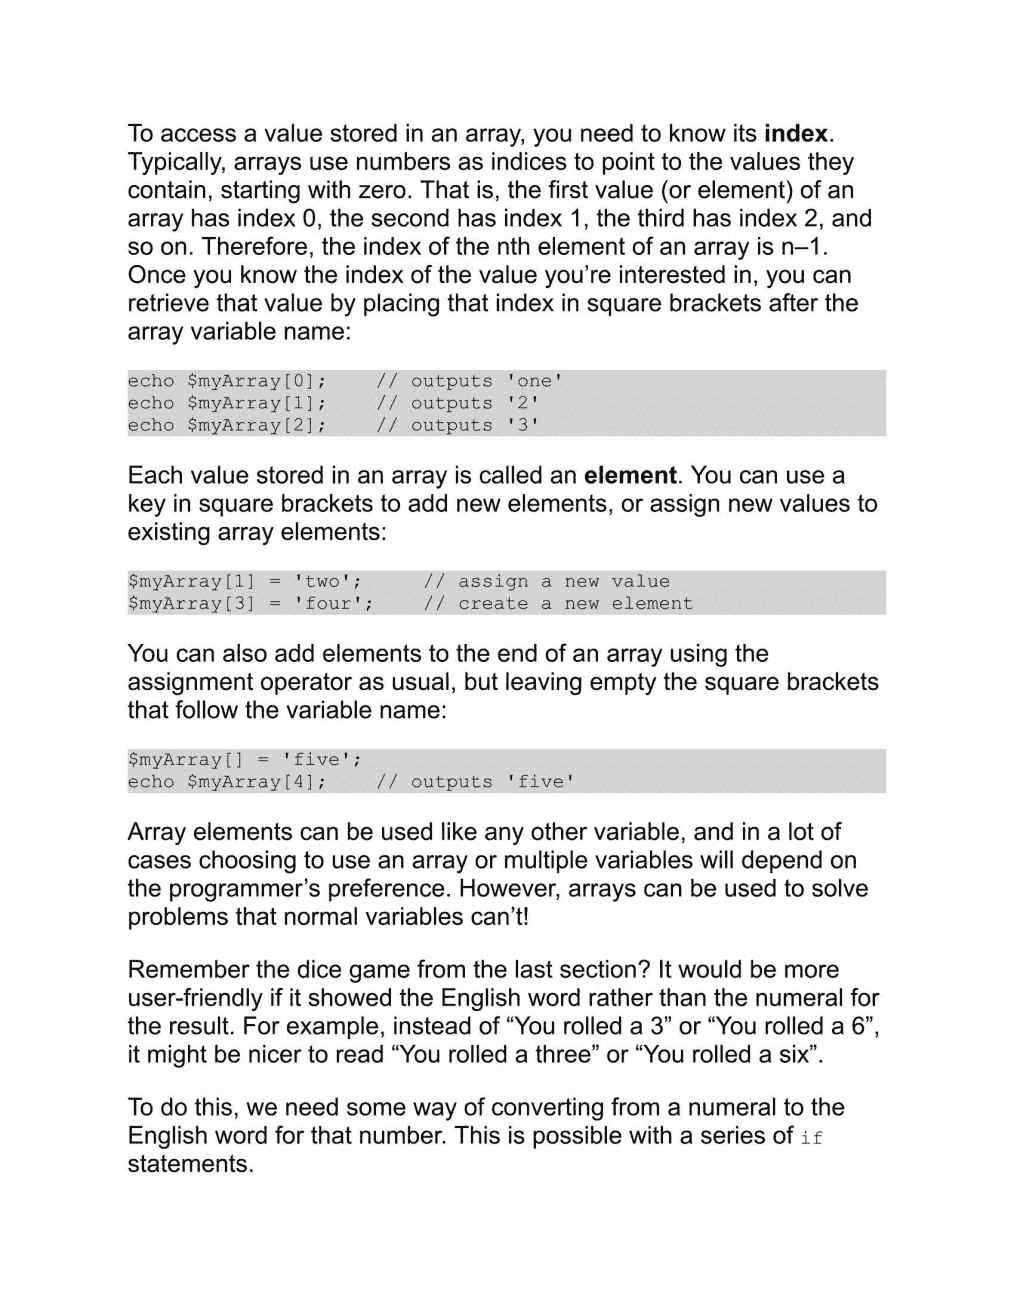 To access a value stored in an array, you need to know its index.
Typically, arrays use numbers as indices to point to the values they
contain, starting with zero. That is, the first value (or element) of an
array has index 0, the second has index 1, the third has index 2, and
so on. Therefore, the index of the nth element of an array is n–1.
Once you know the index of the value you’re interested in, you can
retrieve that value by placing that index in square brackets after the
array variable name:
echo $myArray[0];    // outputs 'one'
echo $myArray[1];    // outputs '2'
echo $myArray[2];    // outputs '3'
Each value stored in an array is called an element. You can use a
key in square brackets to add new elements, or assign new values to
existing array elements:
$myArray[1] = 'two';     // assign a new value
$myArray[3] = 'four';    // create a new element
You can also add elements to the end of an array using the
assignment operator as usual, but leaving empty the square brackets
that follow the variable name:
$myArray[] = 'five';
echo $myArray[4];    // outputs 'five'
Array elements can be used like any other variable, and in a lot of
cases choosing to use an array or multiple variables will depend on
the programmer’s preference. However, arrays can be used to solve
problems that normal variables can’t!
Remember the dice game from the last section? It would be more
user-friendly if it showed the English word rather than the numeral for
the result. For example, instead of “You rolled a 3” or “You rolled a 6”,
it might be nicer to read “You rolled a three” or “You rolled a six”.
To do this, we need some way of converting from a numeral to the
English word for that number. This is possible with a series of if
statements.